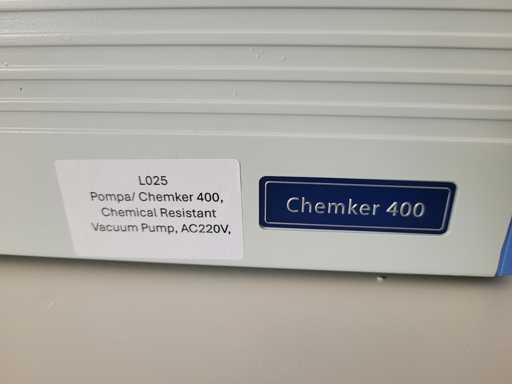 L025
Pompa/ Chemker 400,
Chemical Resistant
Vacuum Pump, AC220V,
Chemker 400